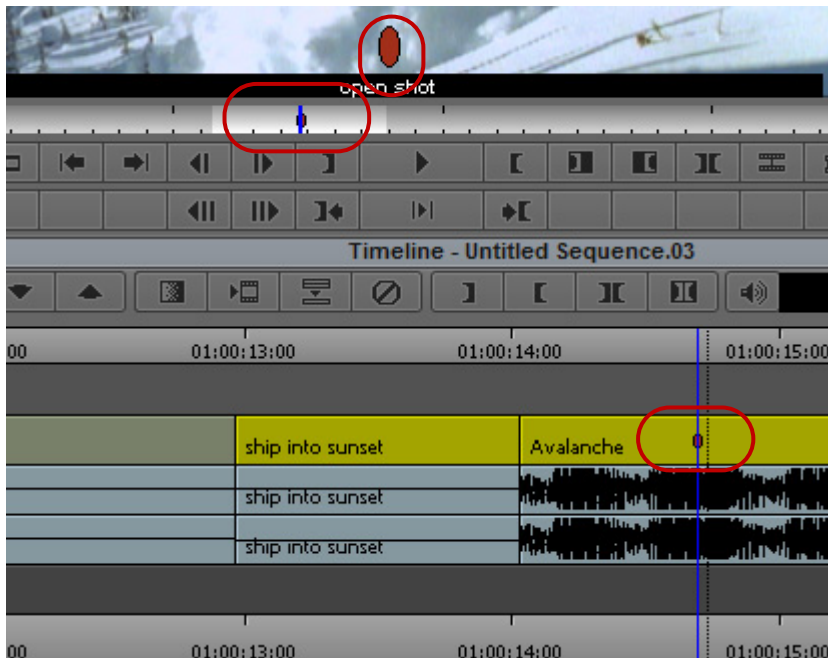 open shot
Timeline - Untitled Sequence.03
00 01:00:13:00 01:00:14:00 01:00:15:00
ship into sunset Avalanche
ship into sunset
ship into sunset
00 01:00:13:00 01:00:14:00 01:00:15:00